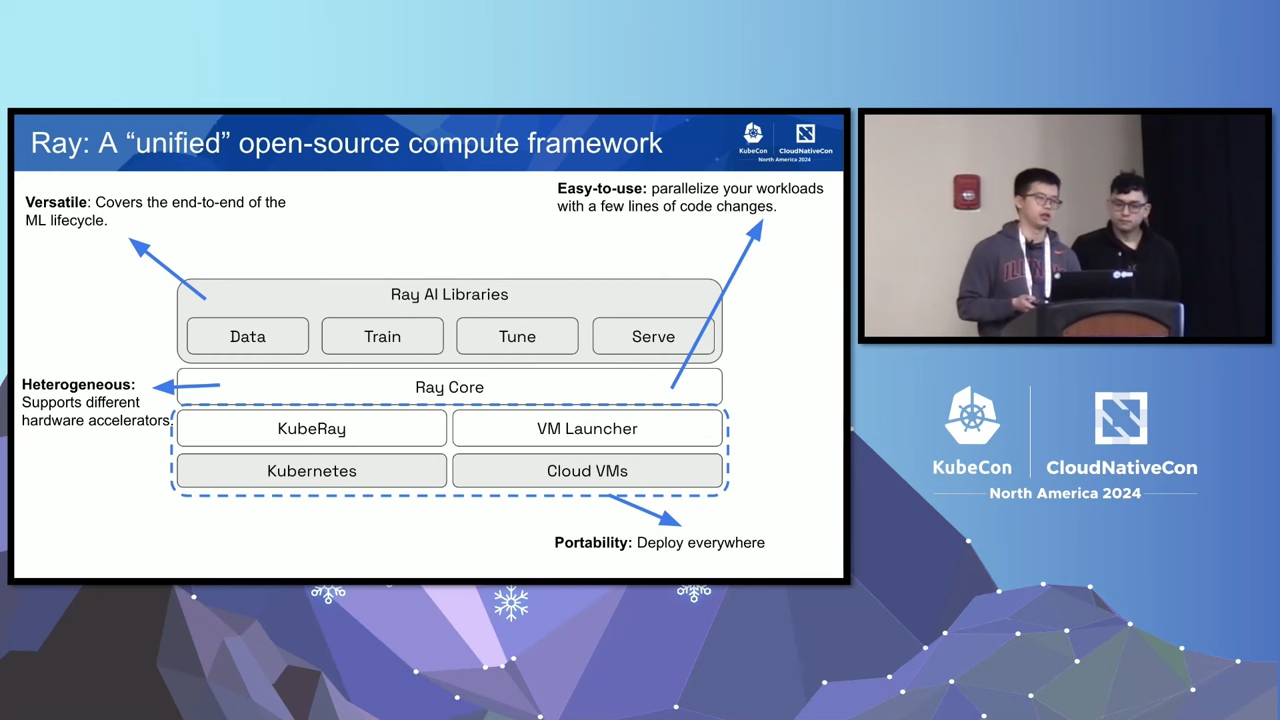 Ray: A “unified” open-source compute framework
KubeCon
CloudNativeCon
North America 2024
Versatile: Covers the end-to-end of the
ML lifecycle.
Easy-to-use: parallelize your workloads
with a few lines of code changes.
Ray AI Libraries
Data
Train
Tune
Serve
Heterogeneous:
Supports different
hardware accelerators.
Ray Core
KubeRay
VM Launcher
Kubernetes
Cloud VMs
Portability: Deploy everywhere
KubeCon
CloudNativeCon
North America 2024